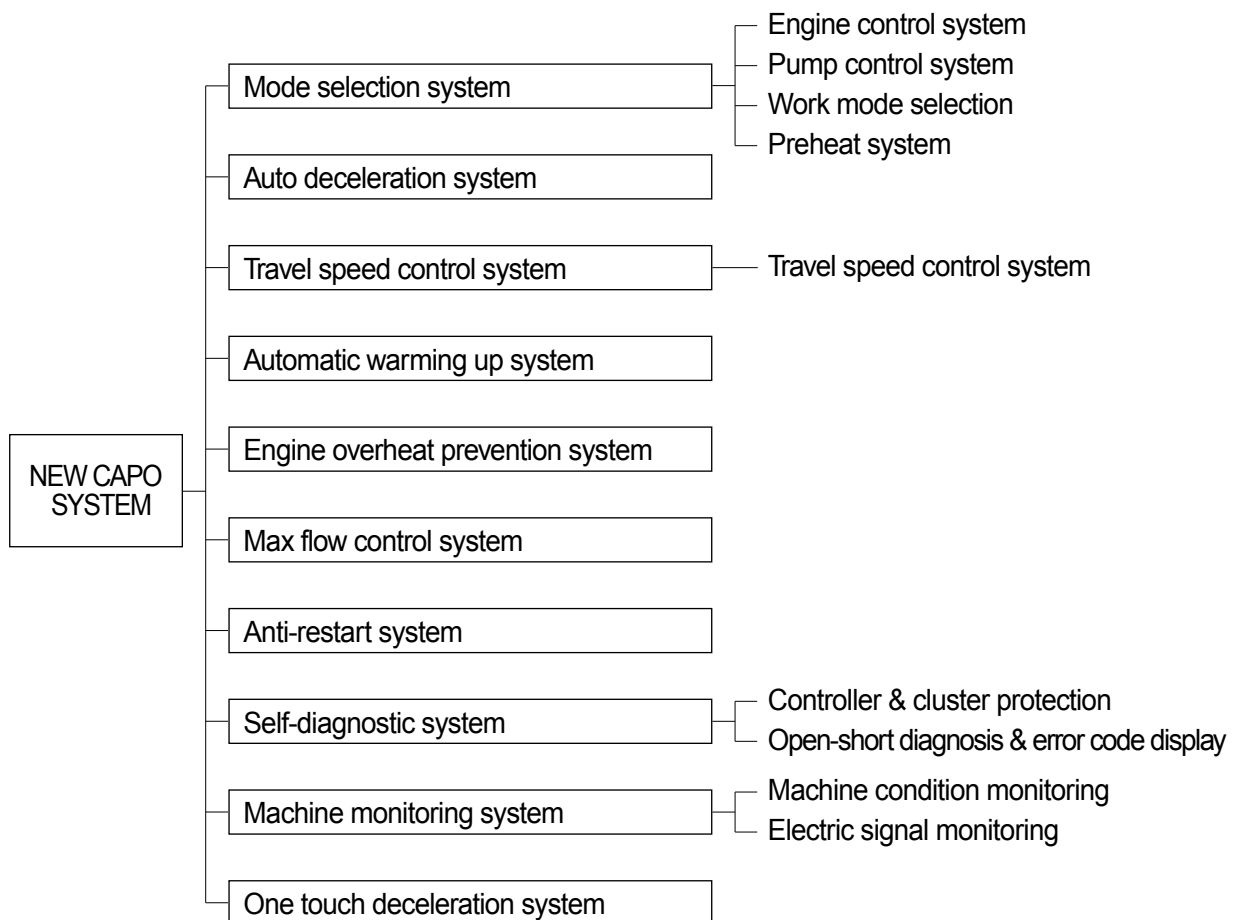 Engine control system
Pump control system
Mode selection system
Work mode selection
Preheat system
Auto deceleration system
Travel speed control system
Travel speed control system
Automatic warming up system
Engine overheat prevention system
NEW CAPO
SYSTEM
Max flow control system
Anti-restart system
Controller & cluster protection
Self-diagnostic system
Open-short diagnosis & error code display
Machine condition monitoring
Machine monitoring system
Electric signal monitoring
One touch deceleration system